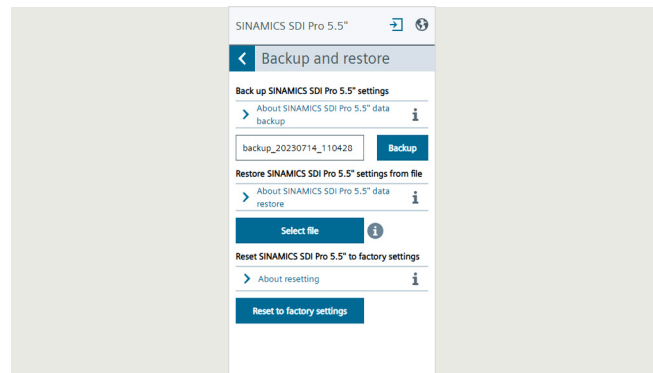 SINAMICS SDI Pro 5.5"
Backup and restore
Back up SINAMICS SDI Pro 5.5" settings
About SINAMICS SDI Pro 5.5" data
backup
backup_20230714_110428
Backup
Restore SINAMICS SDI Pro 5.5" settings from file
About SINAMICS SDI Pro 5.5" data
restore
Select file
Reset SINAMICS SDI Pro 5.5" to factory settings
About resetting
Reset to factory settings